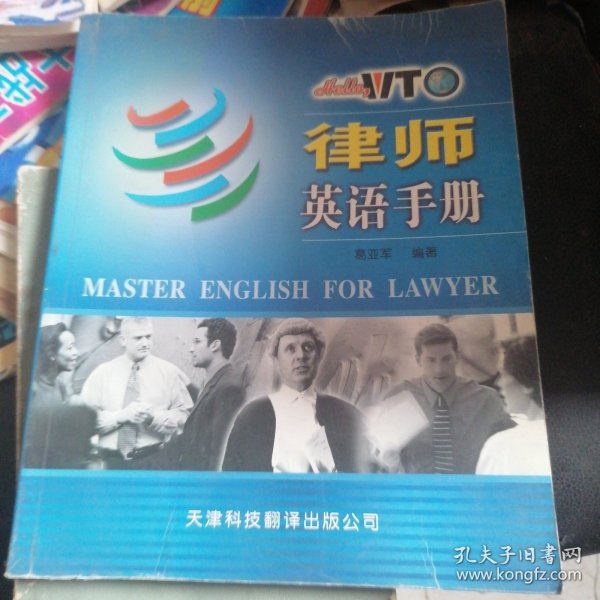 Hello WTO
律师
英语手册
葛亚军 编著
MASTER ENGLISH FOR LAWYER
天津科技翻译出版公司
孔夫子旧书网
www.kongfz.com